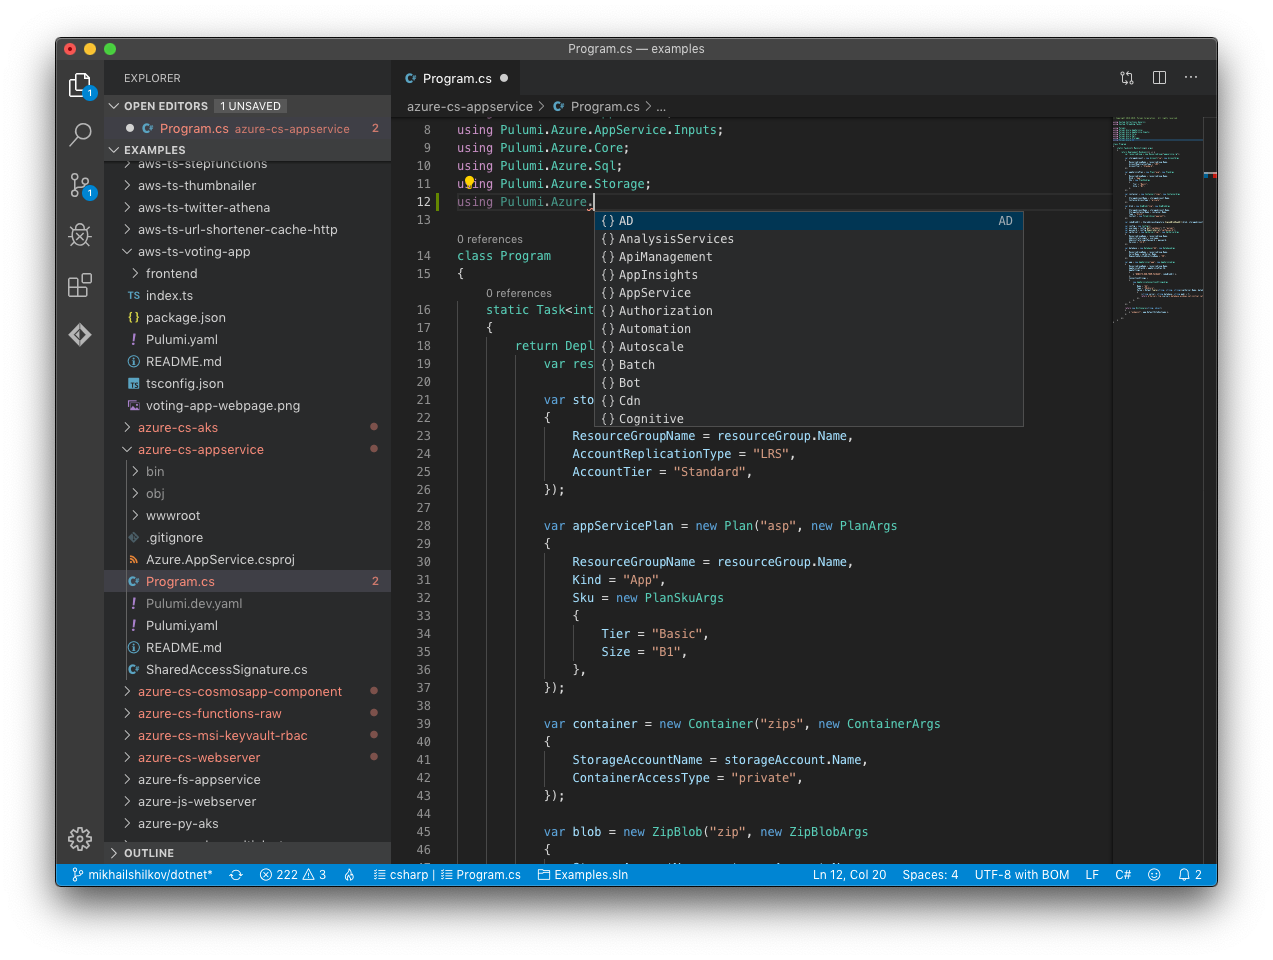 Program.cs — examples
EXPLORER
OPEN EDITORS 1 UNSAVED
Program.cs azure-cs-appservice 2
EXAMPLES
aws-ts-stepfunctions
aws-ts-thumbnailer
aws-ts-twitter-athena
aws-ts-url-shortener-cache-http
aws-ts-voting-app
frontend
TS index.ts
{ } package.json
! Pulumi.yaml
README.md
TS tsconfig.json
voting-app-webpage.png
azure-cs-aks
azure-cs-appservice
bin
obj
wwwroot
.gitignore
Azure.AppService.csproj
Program.cs 2
! Pulumi.dev.yaml
! Pulumi.yaml
README.md
SharedAccessSignature.cs
azure-cs-cosmosapp-component
azure-cs-functions-raw
azure-cs-msi-keyvault-rbac
azure-cs-webserver
azure-fs-appservice
azure-js-webserver
azure-py-aks
OUTLINE
1
1
Program.cs
azure-cs-appservice > Program.cs > ...
8 using Pulumi.Azure.AppService.Inputs;
9 using Pulumi.Azure.Core;
10 using Pulumi.Azure.Sql;
11 using Pulumi.Azure.Storage;
12 using Pulumi.Azure.
13
0 references
14 class Program
15 {
0 references
16 static Task<int
17 {
18 return Depl
19 var res
20
21 var sto
22 {
23 ResourceGroupName = resourceGroup.Name,
24 AccountReplicationType = "LRS",
25 AccountTier = "Standard",
26 });
27
28 var appServicePlan = new Plan("asp", new PlanArgs
29 {
30 ResourceGroupName = resourceGroup.Name,
31 Kind = "App",
32 Sku = new PlanSkuArgs
33 {
34 Tier = "Basic",
35 Size = "B1",
36 },
37 });
38
39 var container = new Container("zips", new ContainerArgs
40 {
41 StorageAccountName = storageAccount.Name,
42 ContainerAccessType = "private",
43 });
44
45 var blob = new ZipBlob("zip", new ZipBlobArgs
46 {
{} AD AD
{} AnalysisServices
{} ApiManagement
{} AppInsights
{} AppService
{} Authorization
{} Automation
{} Autoscale
{} Batch
{} Bot
{} Cdn
{} Cognitive
mikhailshilkov/dotnet* 222 3 csharp | Program.cs Examples.sln Ln 12, Col 20 Spaces: 4 UTF-8 with BOM LF C# 2